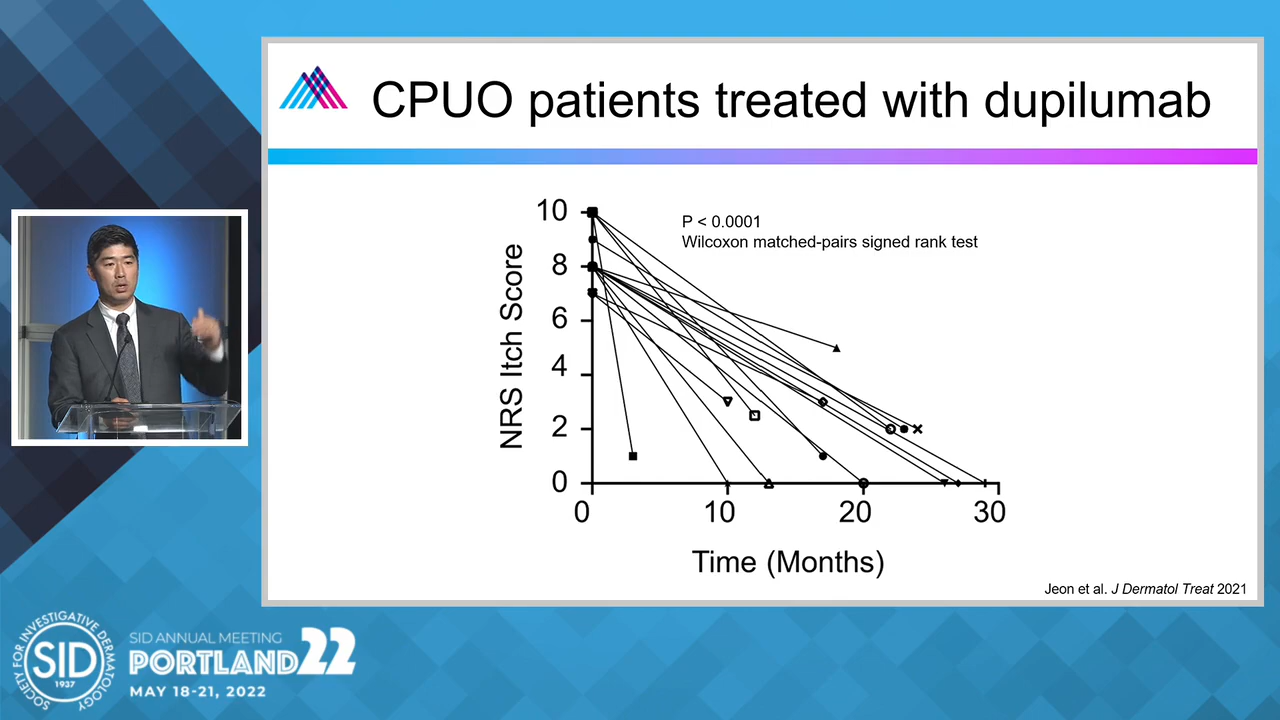 CPUO patients treated with dupilumab
P < 0.0001
Wilcoxon matched-pairs signed rank test
NRS Itch Score
10
8
6
4
2
0
0 10 20 30
Time (Months)
Jeon et al. J Dermatol Treat 2021
SOCIETY FOR INVESTIGATIVE DERMATOLOGY
SID
1937
SID ANNUAL MEETING
PORTLAND22
MAY 18-21, 2022